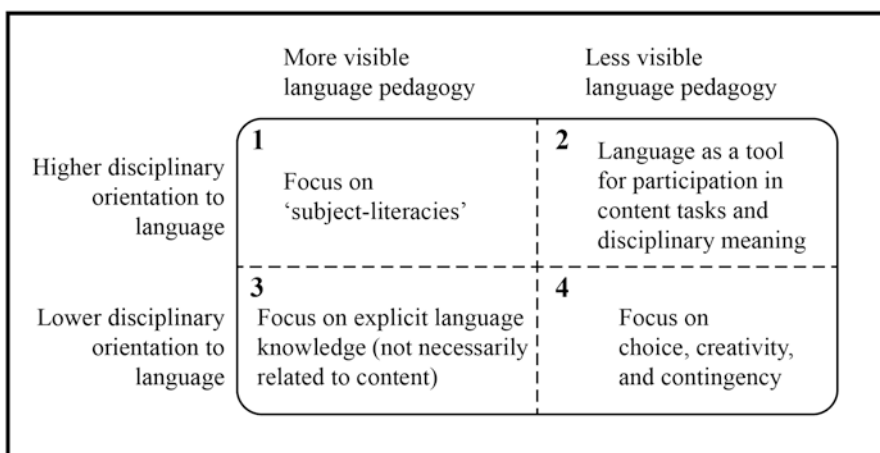 More visible
language pedagogy
Less visible
language pedagogy
Higher disciplinary
orientation to
language
1
Focus on
‘subject-literacies’
2
Language as a tool
for participation in
content tasks and
disciplinary meaning
Lower disciplinary
orientation to
language
3
Focus on explicit language
knowledge (not necessarily
related to content)
4
Focus on
choice, creativity,
and contingency